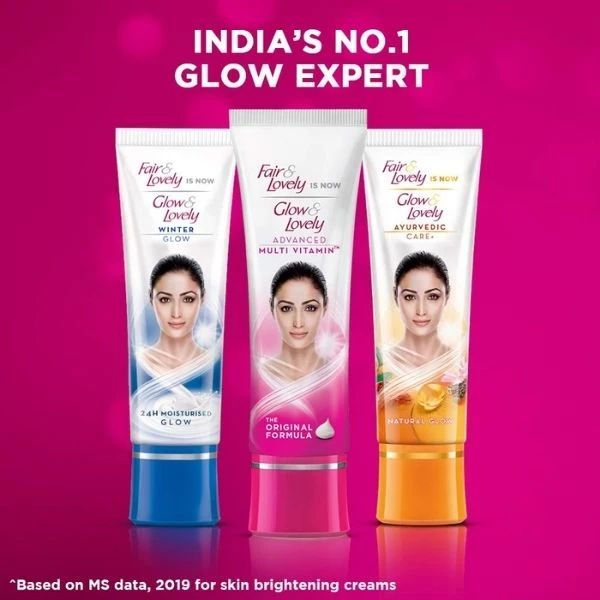 INDIA'S NO.1
GLOW EXPERT
Fair &
Lovely IS NOW
Glow &
Lovely
WINTER
GLOW
24H MOISTURISED
GLOW
Fair &
Lovely IS NOW
Glow &
Lovely
ADVANCED
MULTI VITAMIN™
THE
ORIGINAL
FORMULA
Fair &
Lovely IS NOW
Glow &
Lovely
AYURVEDIC
CARE+
NATURAL GLOW
^Based on MS data, 2019 for skin brightening creams